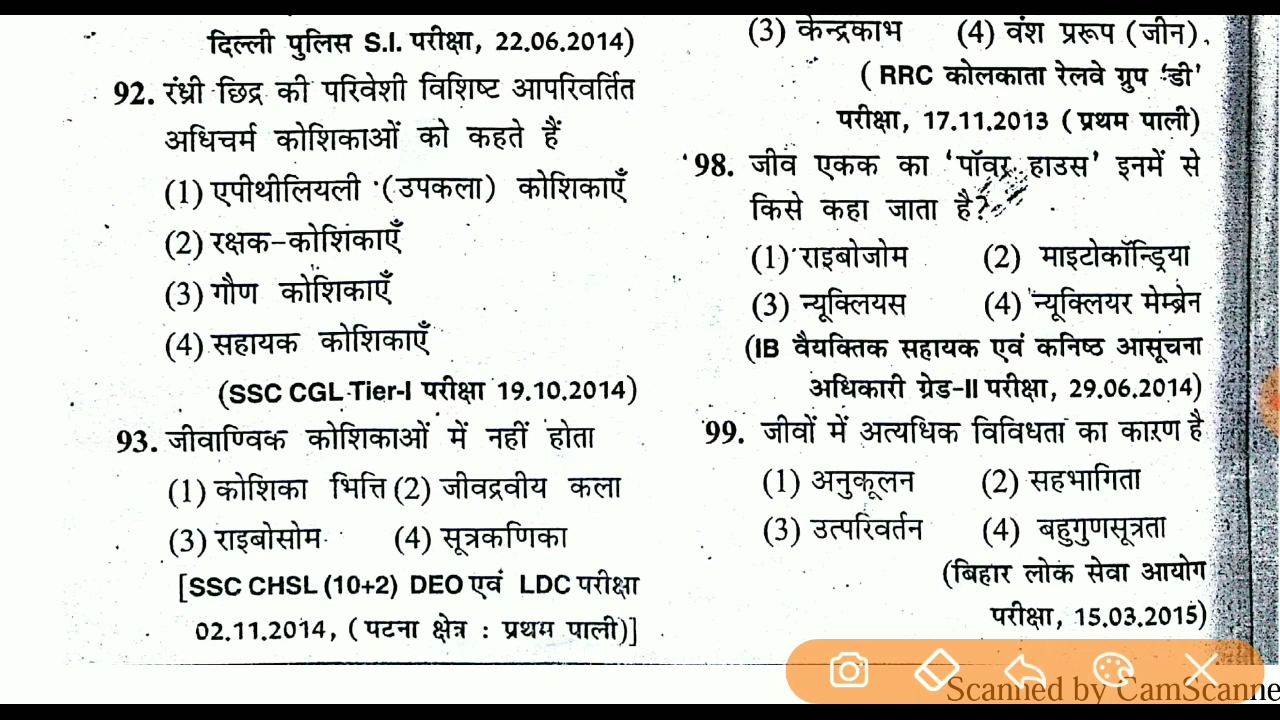 दिल्ली पुलिस S.I. परीक्षा, 22.06.2014)
92. रंध्री छिद्र की परिवेशी विशिष्ट आपरिवर्तित
अधिचर्म कोशिकाओं को कहते हैं
(1) एपीथीलियली (उपकला) कोशिकाएँ
(2) रक्षक-कोशिकाएँ
(3) गौण कोशिकाएँ
(4) सहायक कोशिकाएँ
(SSC CGL Tier-I परीक्षा 19.10.2014)
93. जीवाण्विक कोशिकाओं में नहीं होता
(1) कोशिका भित्ति (2) जीवद्रवीय कला
(3) राइबोसोम (4) सूत्रकणिका
[SSC CHSL (10+2) DEO एवं LDC परीक्षा
02.11.2014, (पटना क्षेत्र : प्रथम पाली)]
(3) केन्द्रकाभ (4) वंश प्ररूप (जीन).
(RRC कोलकाता रेलवे ग्रुप 'डी'
परीक्षा, 17.11.2013 (प्रथम पाली)
98. जीव एकक का 'पॉवर हाउस' इनमें से
किसे कहा जाता है?
(1) राइबोजोम (2) माइटोकॉन्ड्रिया
(3) न्यूक्लियस (4) न्यूक्लियर मेम्ब्रेन
(IB वैयक्तिक सहायक एवं कनिष्ठ आसूचना
अधिकारी ग्रेड-II परीक्षा, 29.06.2014)
99. जीवों में अत्यधिक विविधता का कारण है
(1) अनुकूलन (2) सहभागिता
(3) उत्परिवर्तन (4) बहुगुणसूत्रता
(बिहार लोक सेवा आयोग
परीक्षा, 15.03.2015)
Scanned by CamScanne